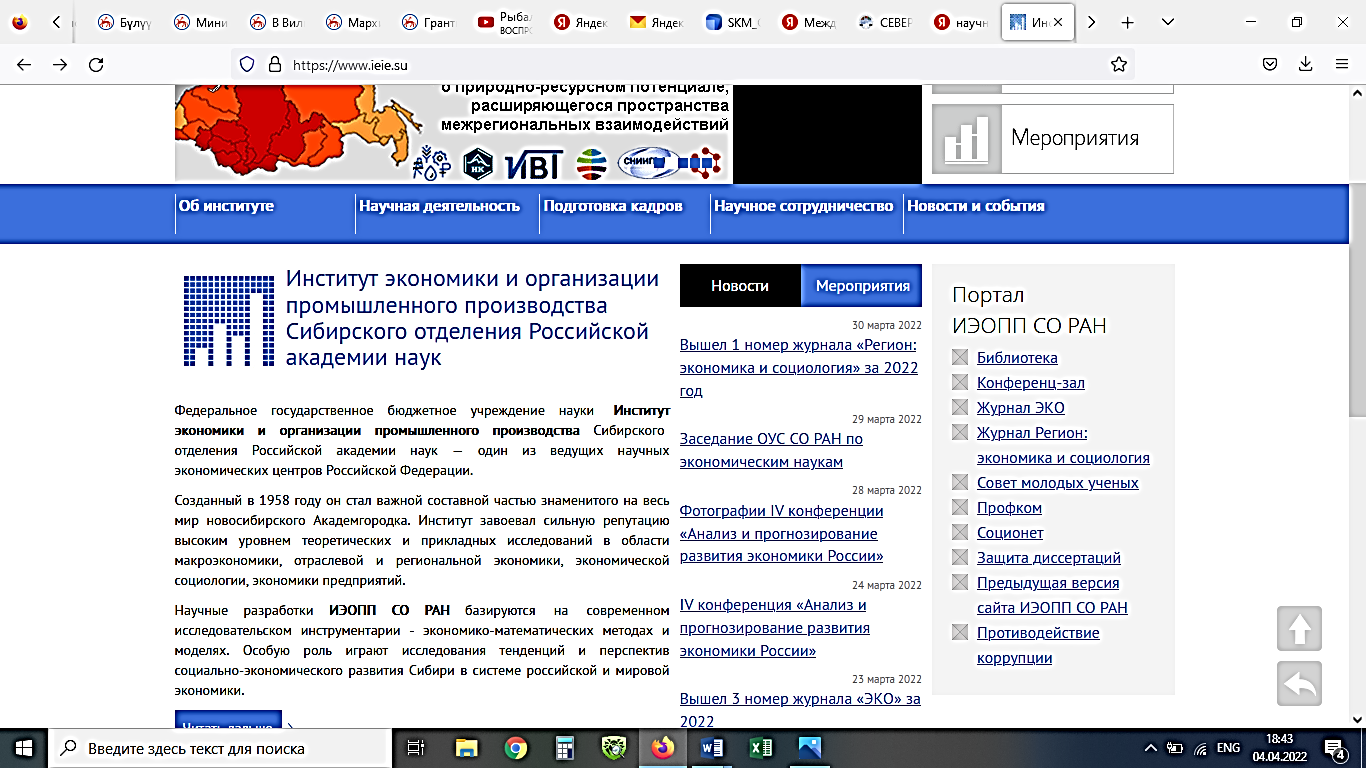 Бұлұұ
Мини
В Вил
Марх
Грант
Рыба
ВОСПРО
Яндек
Яндек
SKM_
Межд
СЕВЕР
научн
Инс
https://www.ieie.su
о природно-ресурсном потенциале,
расширяющегося пространства
межрегиональных взаимодействий
НК
ИВТ
СНИИГГ
Мероприятия
Об институте
Научная деятельность
Подготовка кадров
Научное сотрудничество
Новости и события
Институт экономики и организации
промышленного производства
Сибирского отделения Российской
академии наук
Федеральное государственное бюджетное учреждение науки Институт
экономики и организации промышленного производства Сибирского
отделения Российской академии наук — один из ведущих научных
экономических центров Российской Федерации.
Созданный в 1958 году он стал важной составной частью знаменитого на весь
мир новосибирского Академгородка. Институт завоевал сильную репутацию
высоким уровнем теоретических и прикладных исследований в области
макроэкономики, отраслевой и региональной экономики, экономической
социологии, экономики предприятий.
Научные разработки ИЭОПП СО РАН базируются на современном
исследовательском инструментарии - экономико-математических методах и
моделях. Особую роль играют исследования тенденций и перспектив
социально-экономического развития Сибири в системе российской и мировой
экономики.
Читать дальше
Новости
Мероприятия
30 марта 2022
Вышел 1 номер журнала «Регион:
экономика и социология» за 2022
год
29 марта 2022
Заседание ОУС СО РАН по
экономическим наукам
28 марта 2022
Фотографии IV конференции
«Анализ и прогнозирование
развития экономики России»
24 марта 2022
IV конференция «Анализ и
прогнозирование развития
экономики России»
23 марта 2022
Вышел 3 номер журнала «ЭКО» за
2022
Портал
ИЭОПП СО РАН
Библиотека
Конференц-зал
Журнал ЭКО
Журнал Регион:
экономика и социология
Совет молодых ученых
Профком
Соционет
Защита диссертаций
Предыдущая версия
сайта ИЭОПП СО РАН
Противодействие
коррупции
Введите здесь текст для поиска
ENG
18:43
04.04.2022
4